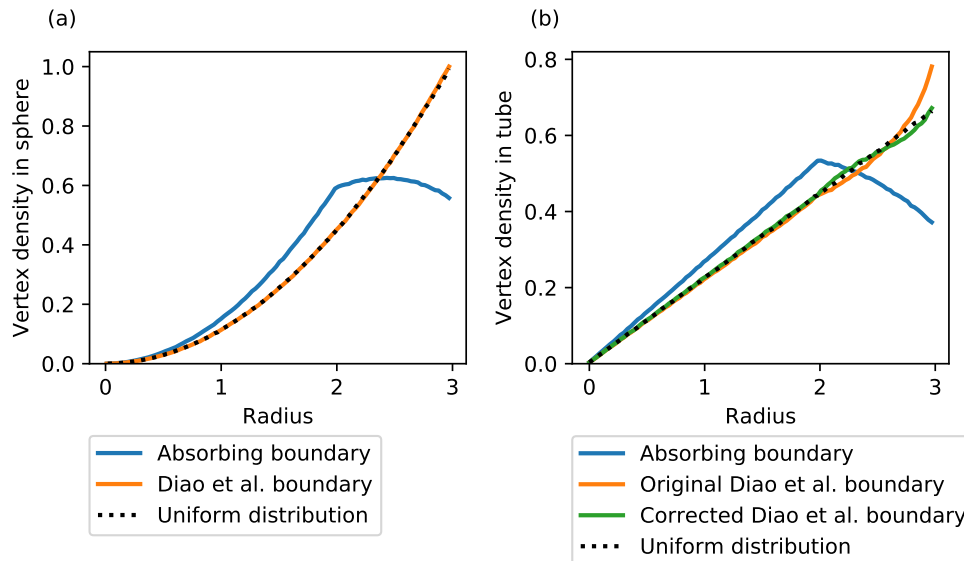 (a)
Vertex density in sphere
1.0
0.8
0.6
0.4
0.2
0.0
0 1 2 3
Radius
Absorbing boundary
Diao et al. boundary
Uniform distribution
(b)
Vertex density in tube
0.8
0.6
0.4
0.2
0.0
0 1 2 3
Radius
Absorbing boundary
Original Diao et al. boundary
Corrected Diao et al. boundary
Uniform distribution